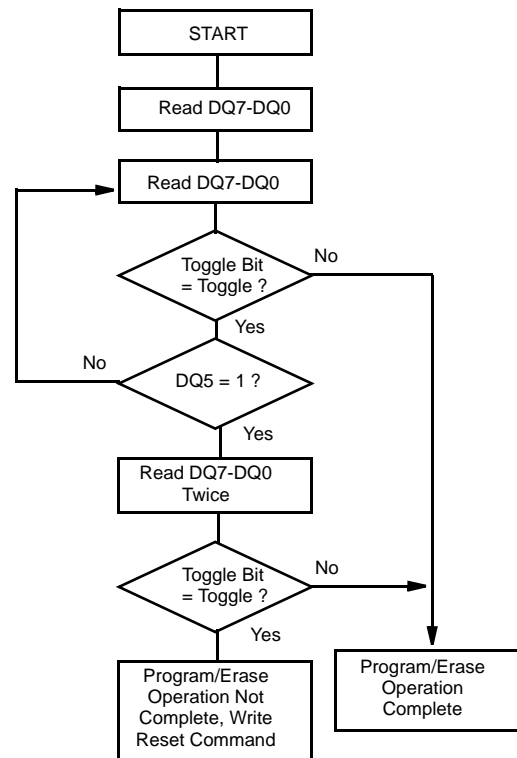 START
Read DQ7-DQ0
Read DQ7-DQ0
Toggle Bit
= Toggle ?
No
Yes
No
DQ5 = 1 ?
Yes
Read DQ7-DQ0
Twice
Toggle Bit
= Toggle ?
No
Yes
Program/Erase
Operation Not
Complete, Write
Reset Command
Program/Erase
Operation
Complete